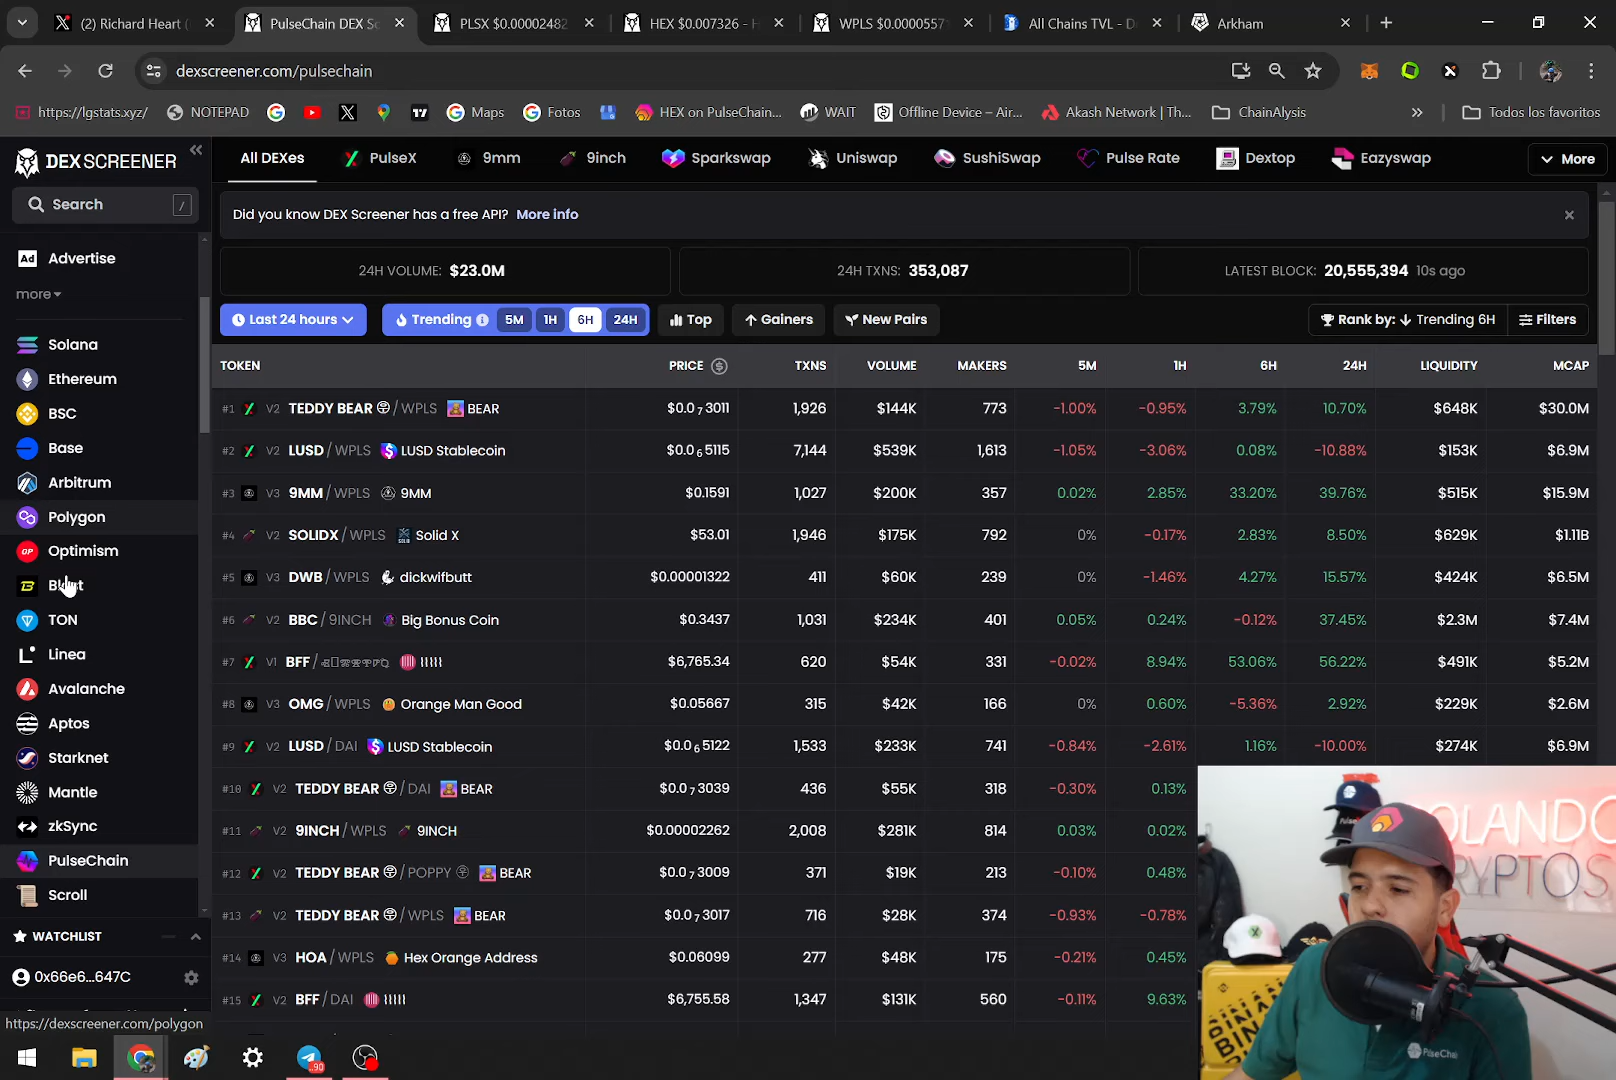 (2) Richard Heart (
PulseChain DEX Sc
PLSX $0.00002482
HEX $0.007326 - H
WPLS $0.0000557
All Chains TVL - D
Arkham
dexscreener.com/pulsechain
https://lgstats.xyz/
NOTEPAD
Maps
Fotos
HEX on PulseChain...
WAIT
Offline Device – Air...
Akash Network | Th...
ChainAlysis
Todos los favoritos
DEX SCREENER
All DEXes
PulseX
9mm
9inch
Sparkswap
Uniswap
SushiSwap
Pulse Rate
Dextop
Eazyswap
More
Search /
Did you know DEX Screener has a free API? More info
Ad Advertise
more
24H VOLUME: $23.0M
24H TXNS: 353,087
LATEST BLOCK: 20,555,394 10s ago
Last 24 hours
Trending 5M 1H 6H 24H
Top
Gainers
New Pairs
Rank by: Trending 6H
Filters
Solana
Ethereum
BSC
Base
Arbitrum
Polygon
OP Optimism
TON
Linea
Avalanche
Aptos
Starknet
Mantle
zkSync
PulseChain
Scroll
WATCHLIST
0x66e6...647C
https://dexscreener.com/polygon
TOKEN PRICE TXNS VOLUME MAKERS 5M 1H 6H 24H LIQUIDITY MCAP
#1 V2 TEDDY BEAR /WPLS BEAR $0.0₇3011 1,926 $144K 773 -1.00% -0.95% 3.79% 10.70% $648K $30.0M
#2 V2 LUSD/WPLS LUSD Stablecoin $0.0₆5115 7,144 $539K 1,613 -1.05% -3.06% 0.08% -10.88% $153K $6.9M
#3 V3 9MM/WPLS 9MM $0.1591 1,027 $200K 357 0.02% 2.85% 33.20% 39.76% $515K $15.9M
#4 V2 SOLIDX/WPLS Solid X $53.01 1,946 $175K 792 0% -0.17% 2.83% 8.50% $629K $1.11B
#5 V3 DWB/WPLS dickwifbutt $0.00001322 411 $60K 239 0% -1.46% 4.27% 15.57% $424K $6.5M
#6 V2 BBC/9INCH Big Bonus Coin $0.3437 1,031 $234K 401 0.05% 0.24% -0.12% 37.45% $2.3M $7.4M
#7 V1 BFF/ $6,765.34 620 $54K 331 -0.02% 8.94% 53.06% 56.22% $491K $5.2M
#8 V3 OMG/WPLS Orange Man Good $0.05667 315 $42K 166 0% 0.60% -5.36% 2.92% $229K $2.6M
#9 V2 LUSD/DAI LUSD Stablecoin $0.0₆5122 1,533 $233K 741 -0.84% -2.61% 1.16% -10.00% $274K $6.9M
#10 V2 TEDDY BEAR /DAI BEAR $0.0₇3039 436 $55K 318 -0.30% 0.13%
#11 V2 9INCH/WPLS 9INCH $0.00002262 2,008 $281K 814 0.03% 0.02%
#12 V2 TEDDY BEAR /POPPY BEAR $0.0₇3009 371 $19K 213 -0.10% 0.48%
#13 V2 TEDDY BEAR /WPLS BEAR $0.0₇3017 716 $28K 374 -0.93% -0.78%
#14 V3 HOA/WPLS Hex Orange Address $0.06099 277 $48K 175 -0.21% 0.45%
#15 V2 BFF/DAI $6,755.58 1,347 $131K 560 -0.11% 9.63%
OLANDO
CRYPTOS
PulseChain